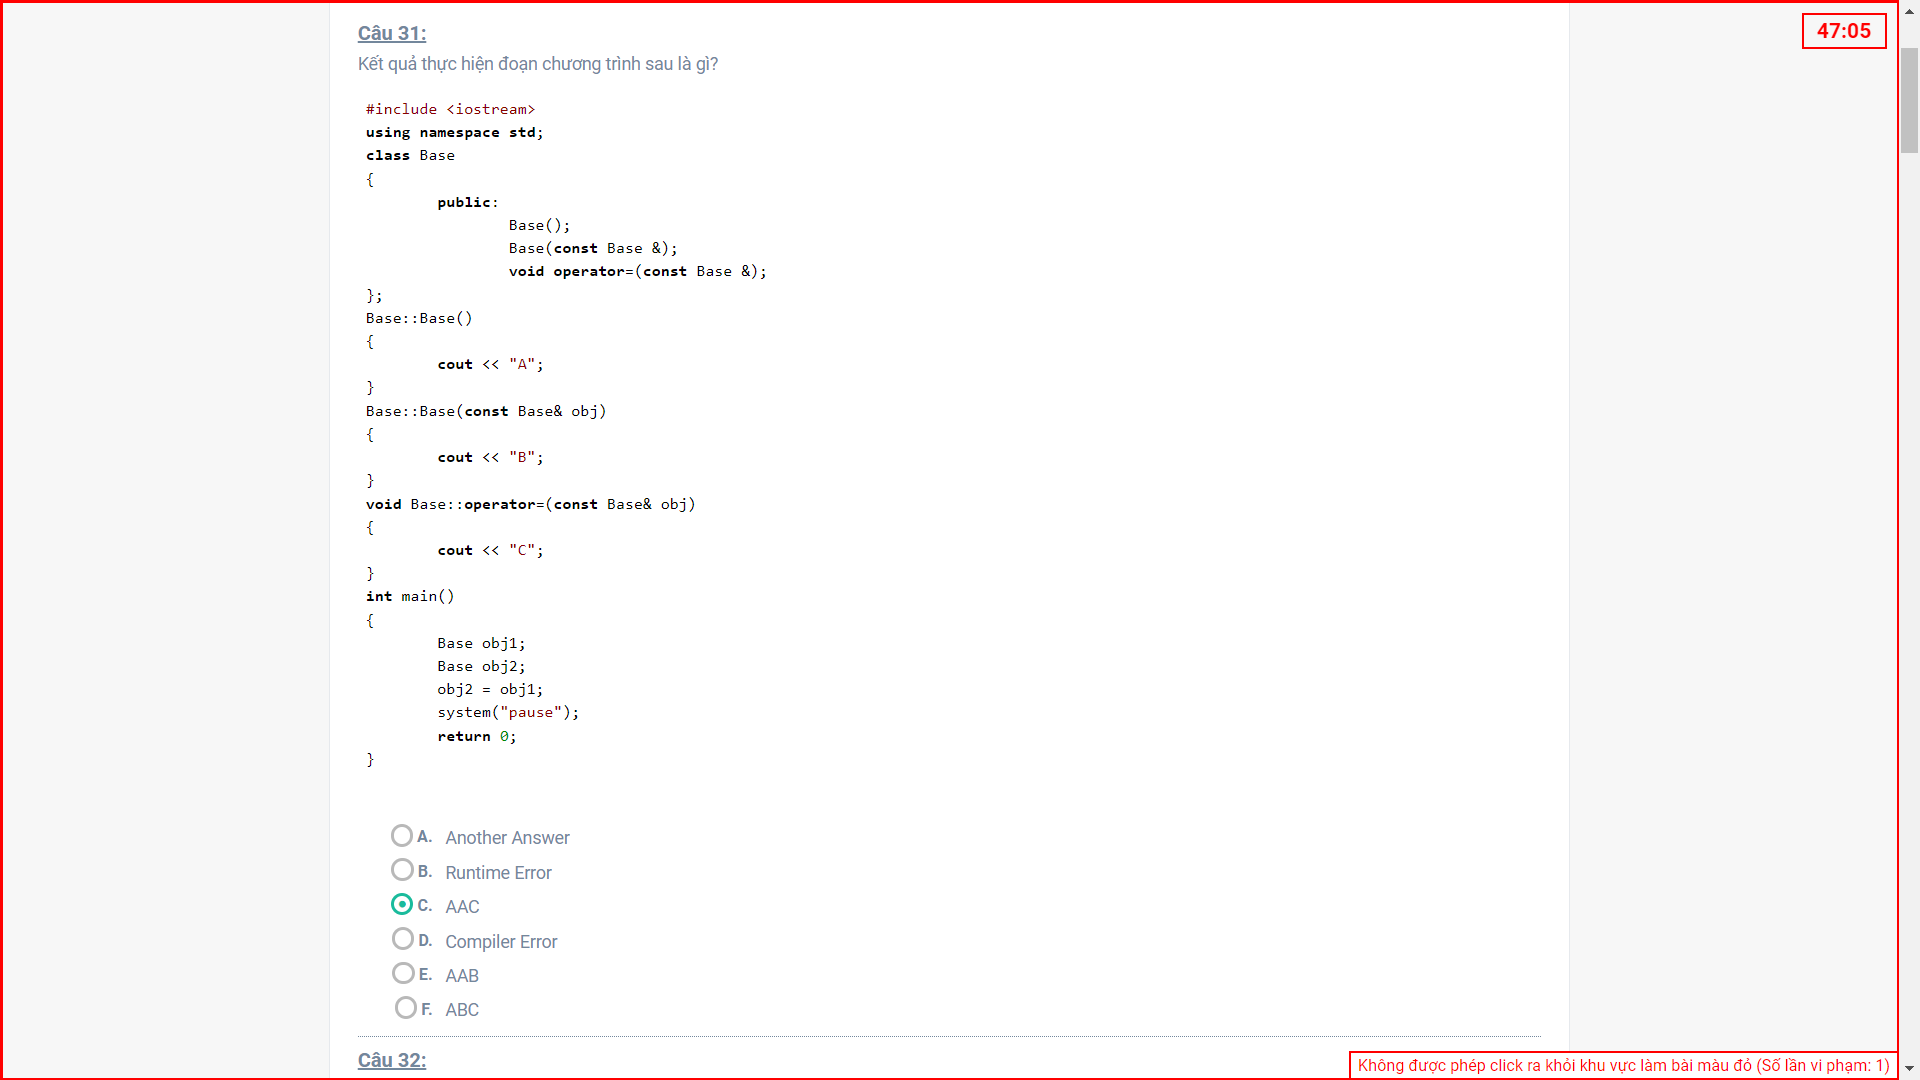 47:05
Câu 31:
Kết quả thực hiện đoạn chương trình sau là gì?
#include <iostream>
using namespace std;
class Base
{
public:
Base();
Base(const Base &);
void operator=(const Base &);
};
Base::Base()
{
cout << "A";
}
Base::Base(const Base& obj)
{
cout << "B";
}
void Base::operator=(const Base& obj)
{
cout << "C";
}
int main()
{
Base obj1;
Base obj2;
obj2 = obj1;
system("pause");
return 0;
}
A. Another Answer
B. Runtime Error
C. AAC
D. Compiler Error
E. AAB
F. ABC
Câu 32:
Không được phép click ra khỏi khu vực làm bài màu đỏ (Số lần vi phạm: 1)